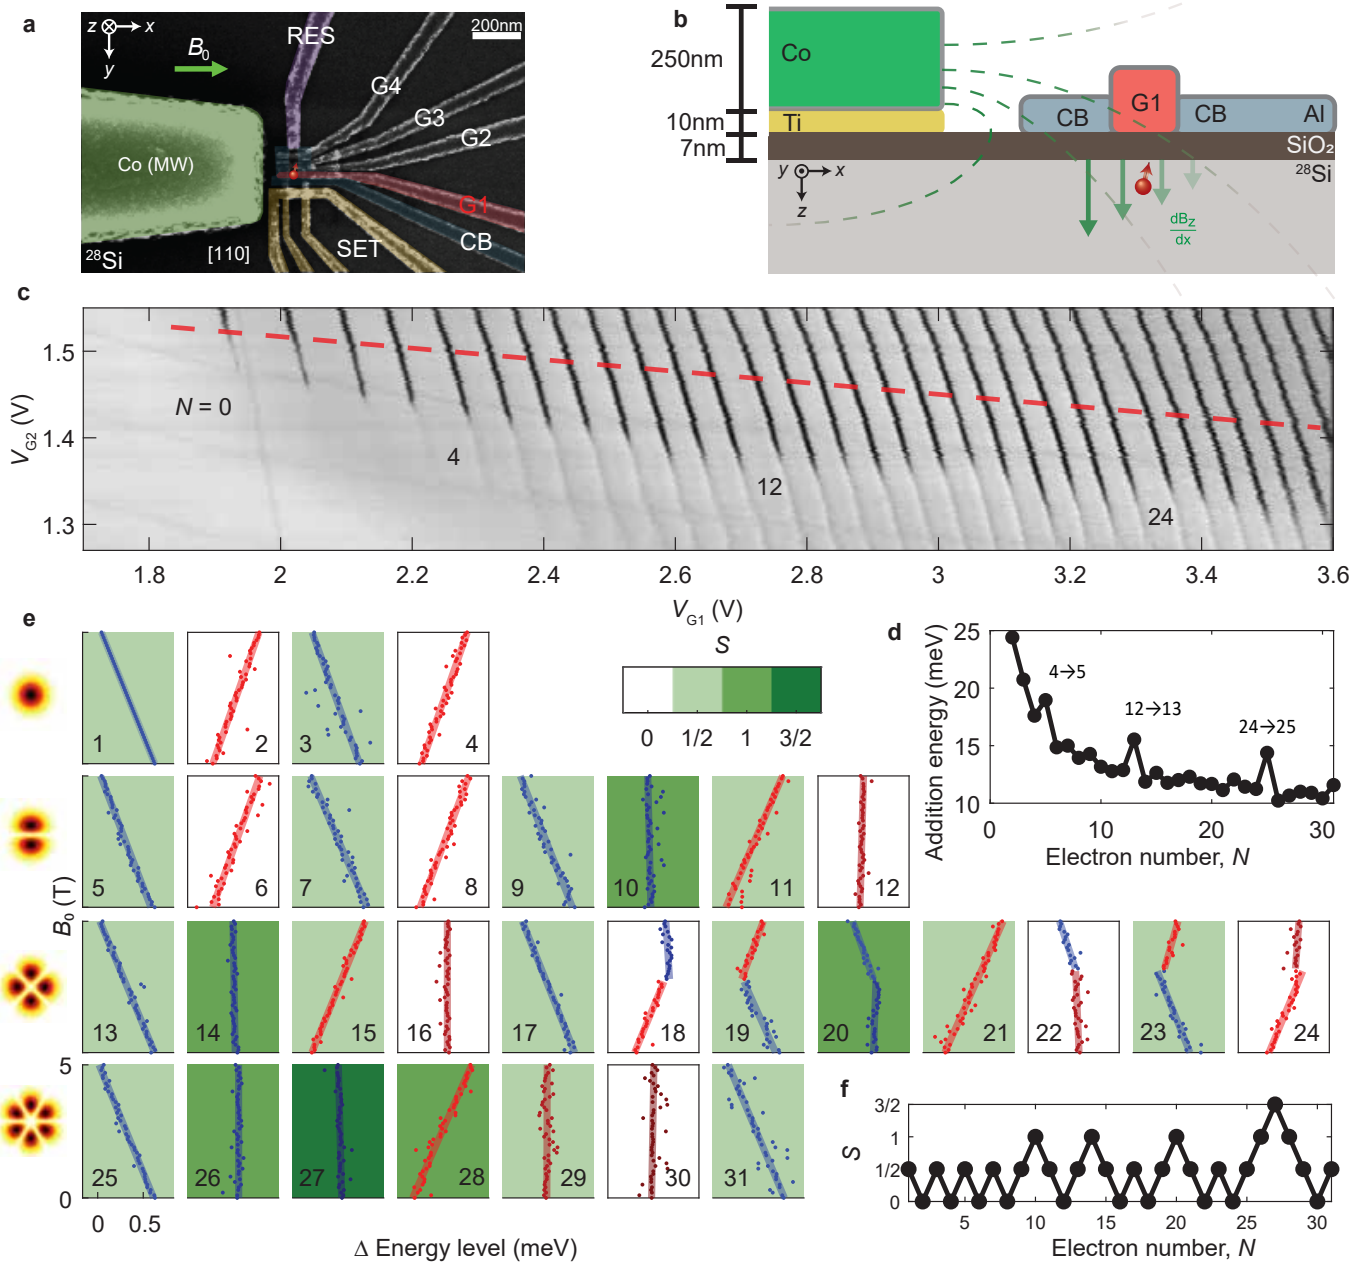 a
z x
y
B0
RES
200nm
G4
G3
G2
G1
Co (MW)
CB
SET
28Si
[110]
b
250nm
10nm
7nm
Co
Ti
CB
G1
CB
Al
SiO2
28Si
y x
z
dBz
dx
c
VG2 (V)
1.5
1.4
1.3
N = 0
4
12
24
1.8 2 2.2 2.4 2.6 2.8 3 3.2 3.4 3.6
VG1 (V)
e
S
0 1/2 1 3/2
1 2 3 4
5 6 7 8 9 10 11 12
13 14 15 16 17 18 19 20 21 22 23 24
25 26 27 28 29 30 31
B0 (T)
5
0
0 0.5
Δ Energy level (meV)
d
Addition energy (meV)
25
20
15
10
4→5
12→13
24→25
0 10 20 30
Electron number, N
f
S
3/2
1
1/2
0
5 10 15 20 25 30
Electron number, N